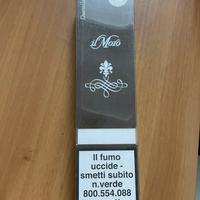 il Moro
Il fumo
uccide -
smetti subito
n.verde
800.554.088